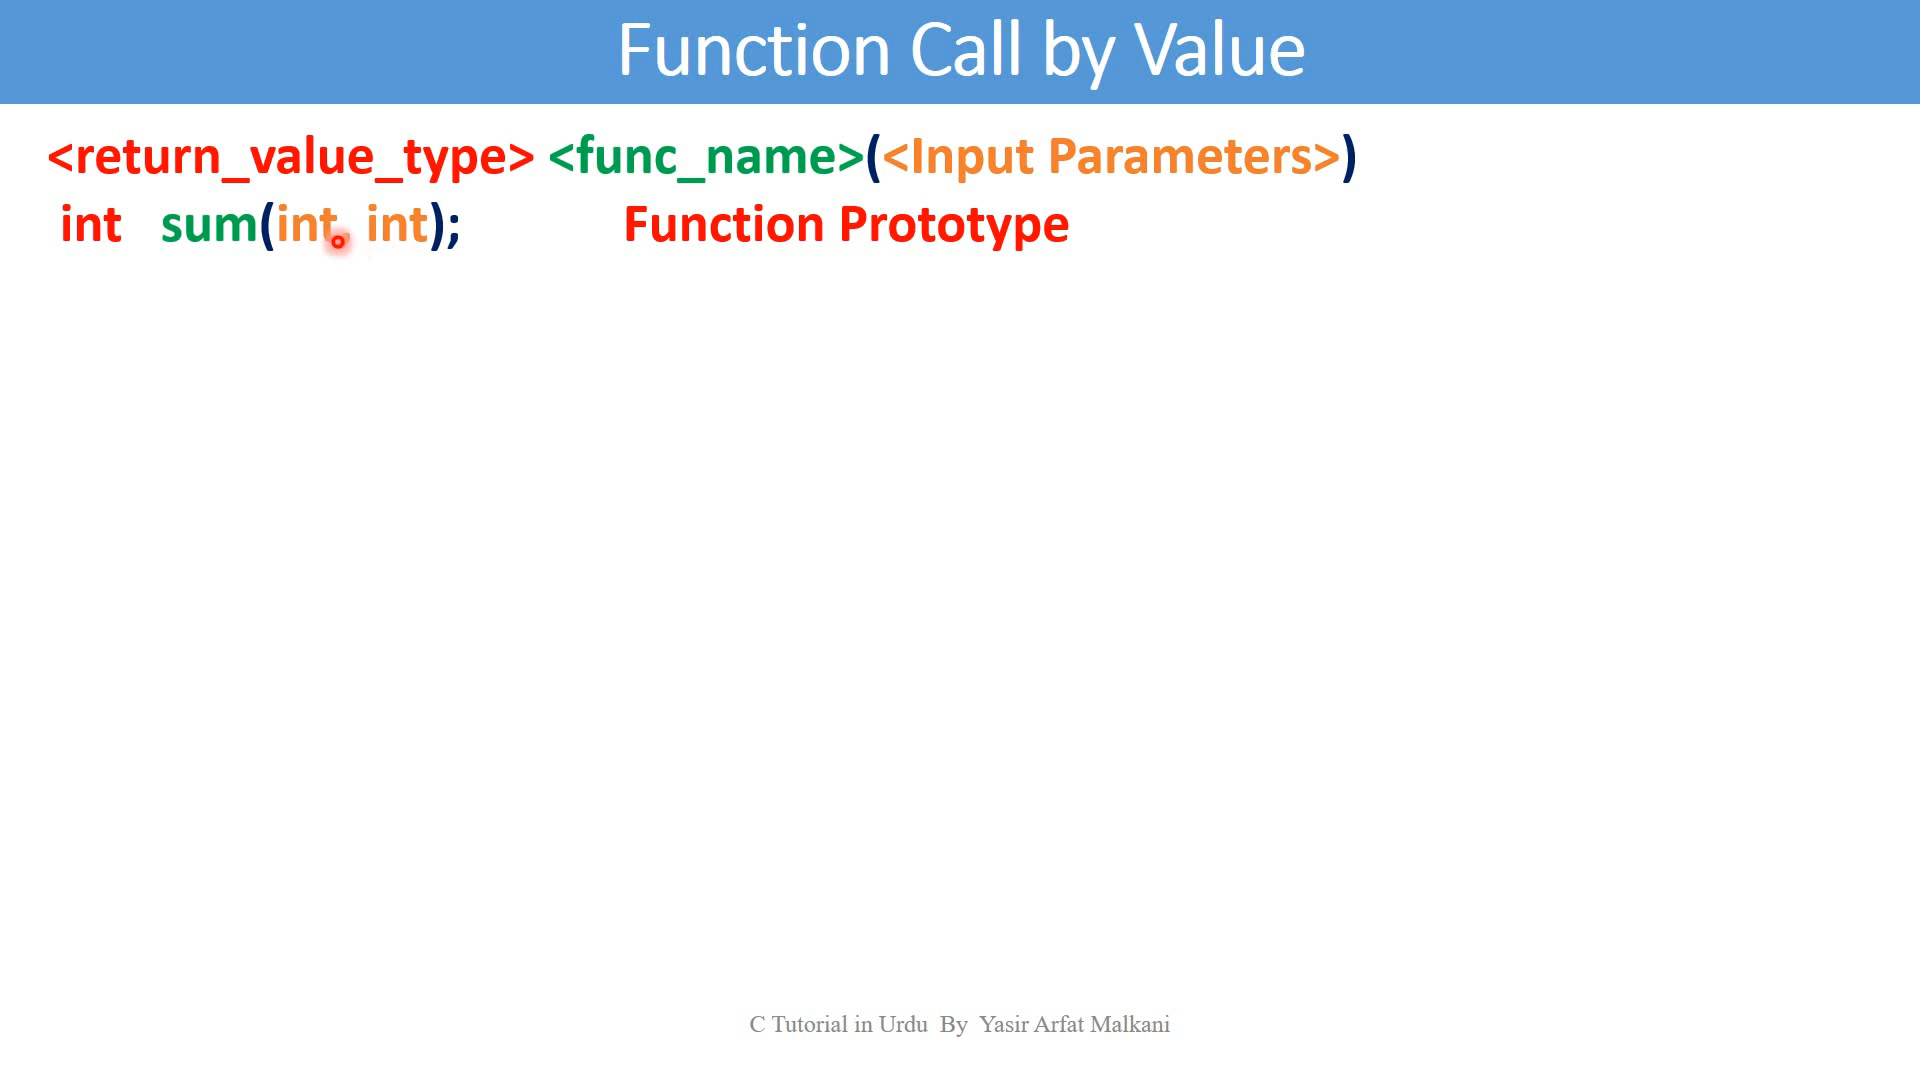 Function Call by Value
<return_value_type> <func_name>(<Input Parameters>)
int sum(int, int); Function Prototype
C Tutorial in Urdu By Yasir Arfat Malkani